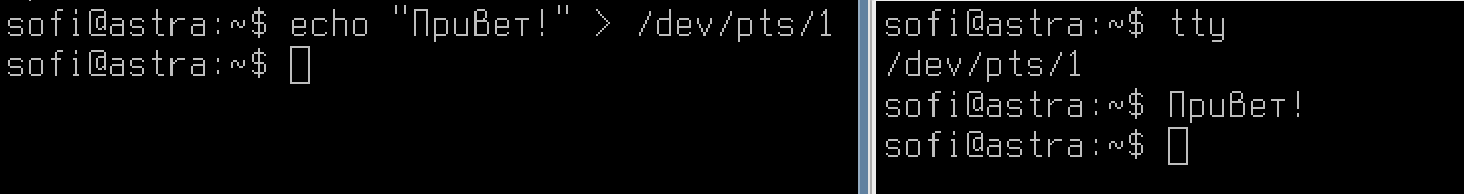 sofi@astra:~$ echo "Привет!" > /dev/pts/1
sofi@astra:~$
sofi@astra:~$ tty
/dev/pts/1
sofi@astra:~$ Привет!
sofi@astra:~$